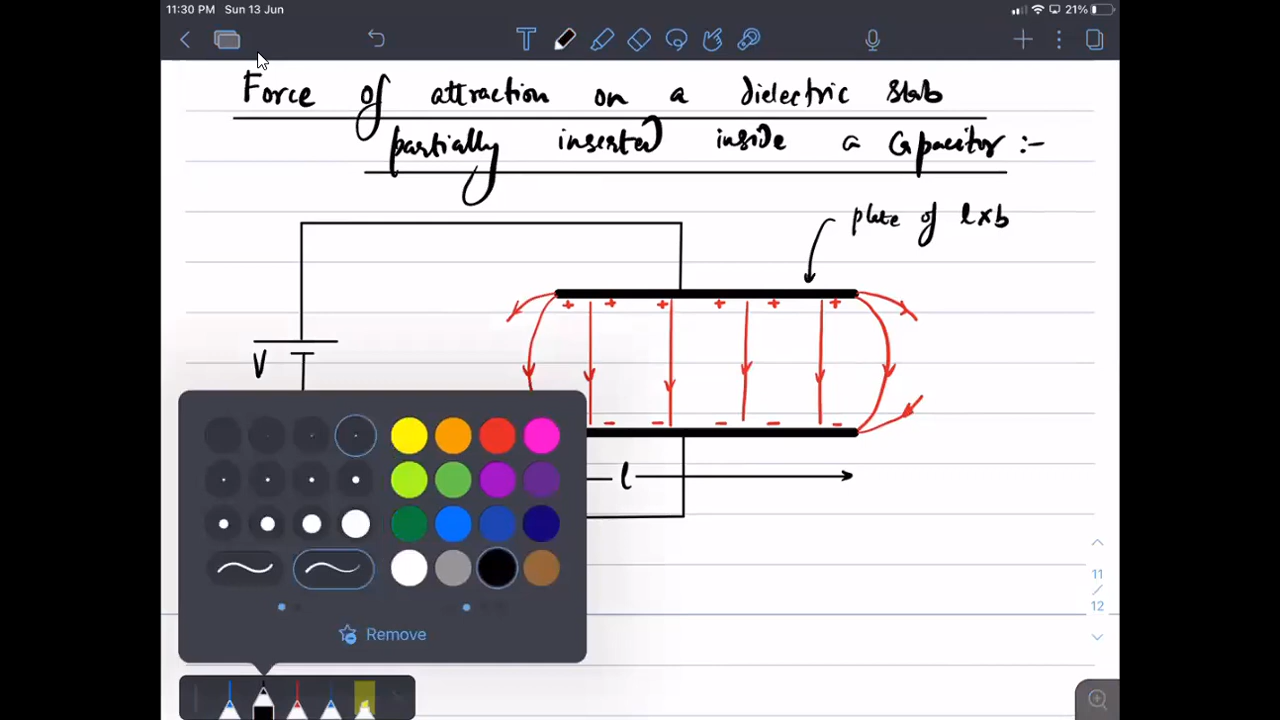 11:30 PM Sun 13 Jun
21%
T
Force of attraction on a dielectric slab
partially inserted inside a Capacitor :-
plate of l×b
+ + + + + +
V
- - - - -
l
11
/
12
Remove